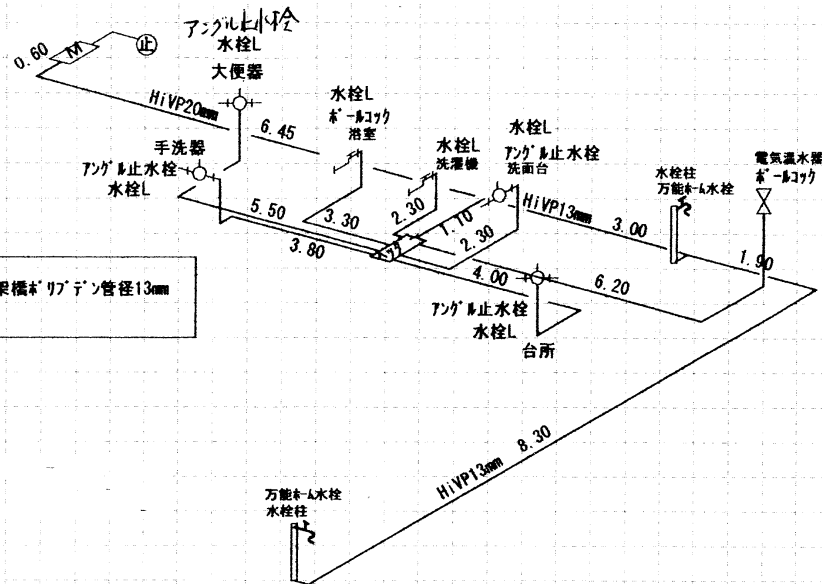 アングル止水栓
水栓L
大便器
0.60
M
止
HiVP20mm
6.45
水栓L
ボールコック
浴室
水栓L
洗濯機
水栓L
アングル止水栓
洗面台
手洗器
アングル止水栓
水栓L
5.50
3.30
2.30
1.10
2.30
3.80
HiVP13mm
3.00
水栓柱
万能ホーム水栓
電気温水器
ボールコック
1.90
4.00
6.20
アングル止水栓
水栓L
台所
架橋ポリブデン管径13mm
HiVP13mm
8.30
万能ホーム水栓
水栓柱